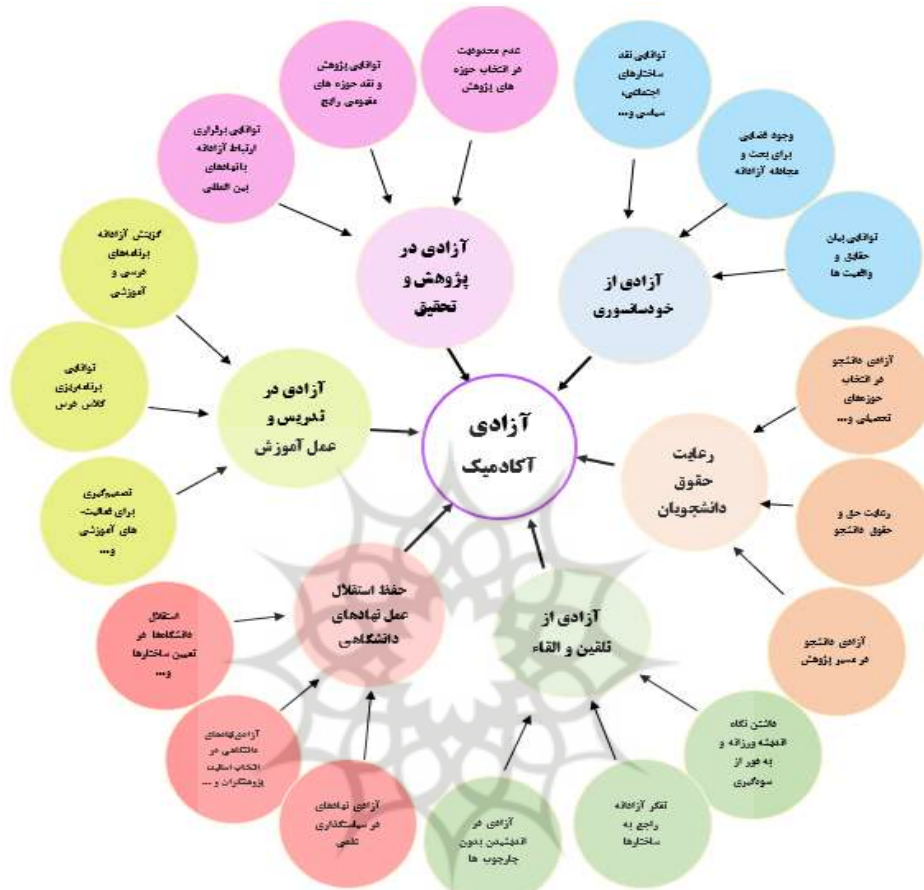 عدم محدودیت
در انتخاب حوزه
های پژوهش
توانایی پژوهش
و نقد حوزه های
مفهومی رایج
توانایی برقراری
ارتباط آزادانه
با نهادهای
بین المللی
آزادی در
پژوهش و
تحقیق
توانایی نقد
ساختارهای
اجتماعی،
سیاسی و...
وجود فضایی
برای بحث و
مجادله آزادانه
توانایی بیان
حقایق و
واقعیت ها
آزادی از
خودسانسوری
گزینش آزادانه
برنامه‌های
درسی و
آموزشی
توانایی
برنامه‌ریزی
کلاس درس
تصمیم‌گیری
برای فعالیت-
های آموزشی
و...
آزادی در
تدریس و
عمل آموزش
آزادی
آکادمیک
آزادی دانشجو
در انتخاب
حوزه‌های
تحصیلی و...
رعایت حق و
حقوق دانشجو
آزادی دانشجو
در مسیر پژوهش
رعایت
حقوق
دانشجویان
استقلال
دانشگاه‌ها در
تعیین ساختارها
و...
آزادی نهادهای
دانشگاهی در
انتخاب اساتید،
پژوهشگران و ...
آزادی نهادهای
در سیاستگذاری
علمی
حفظ استقلال
عمل نهادهای
دانشگاهی
آزادی از
تلقین و القاء
داشتن نگاه
اندیشه ورزانه و
به دور از
سوگیری
تفکر آزادانه
راجع به
ساختارها
آزادی در
اندیشیدن بدون
چارچوب ها